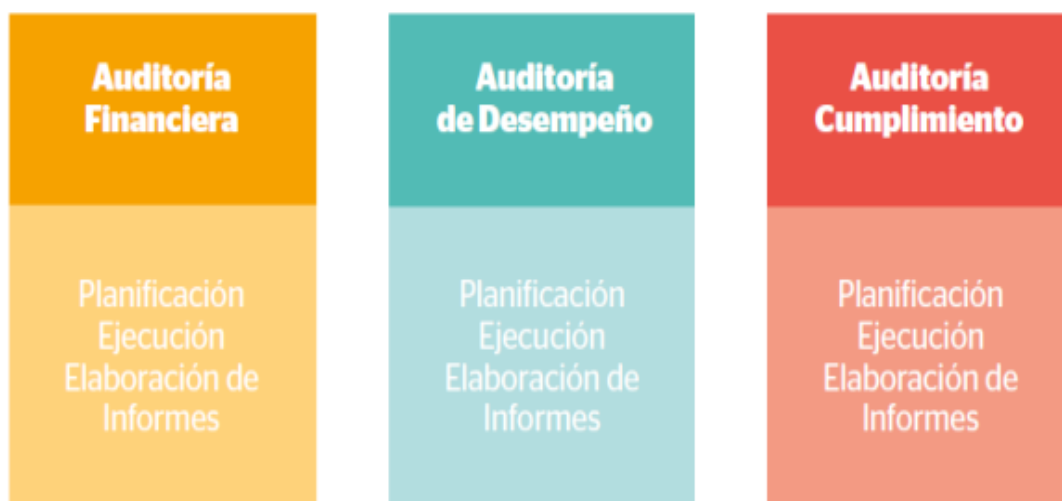 Auditoría
Financiera
Planificación
Ejecución
Elaboración de
Informes
Auditoría
de Desempeño
Planificación
Ejecución
Elaboración de
Informes
Auditoría
Cumplimiento
Planificación
Ejecución
Elaboración de
Informes